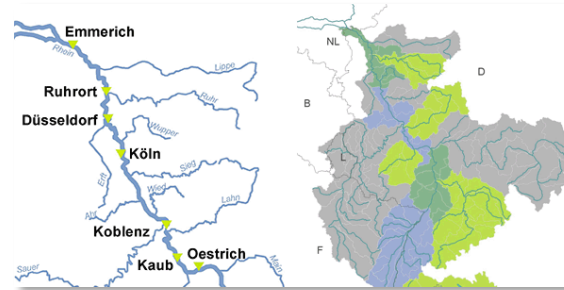 Emmerich
Rhein
Lippe
Ruhrort
Ruhr
Düsseldorf
Wupper
Köln
Erft
Sieg
Wied
Ahr
Lahn
Koblenz
Oestrich
Kaub
Sauer
Main
NL
D
B
L
F